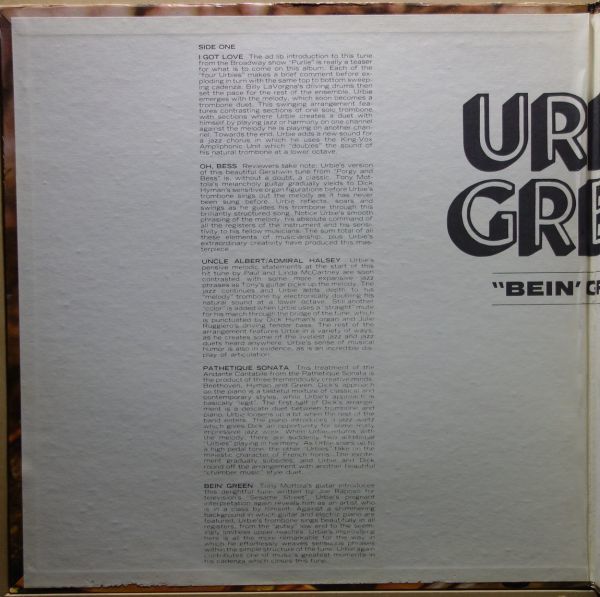 SIDE ONE
I GOT LOVE The ad lib introduction to this tune
from the Broadway show "Purlie" is really a teaser
for what is to come on this album. Each of the
"four Urbies" makes a brief comment before ex-
ploding in turn with the same top to bottom sweep-
ing cadenza. Billy LaVorgna's driving drums then
set the pace for the rest of the ensemble. Urbie
emerges with the melody, which soon becomes a
trombone duet. This swinging arrangement fea-
tures contrasting sections of one solo trombone,
with sections where Urbie creates a duet with
himself by playing jazz or harmony on one channel
against the melody he is playing on another chan-
nel. Towards the end, Urbie adds a new sound for
a jazz chorus in which he uses the King-Vox
Ampliphonic Unit which "doubles" the sound of
his natural trombone at a lower octave.
OH, BESS Reviewers take note: Urbie's version
of this beautiful Gershwin tune from "Porgy and
Bess" is, without a doubt, a classic. Tony Mot-
tola's melancholy guitar gradually yields to Dick
Hyman's sensitive organ figurations before Urbie's
trombone sings out the melody as it has never
been sung before. Urbie reflects, soars and
swings as he guides his trombone through this
brilliantly structured song. Notice Urbie's smooth
phrasing of the melody, his absolute command of
all the registers of the instrument and his sensi-
tivity to his fellow musicians. The sum total of all
these elements of musicianship, plus Urbie's
extraordinary creativity have produced this mas-
terpiece.
UNCLE ALBERT/ADMIRAL HALSEY Urbie's
pensive melodic statements at the start of this
hit tune by Paul and Linda McCartney are soon
contrasted with some more expansive jazz
phrases as Tony's guitar picks up the melody. The
jazz continues and Urbie adds depth to his
"melody" trombone by electronically doubling his
natural sound at a lower octave. Still another
"color" is added when Urbie uses a "straight" mute
for his march through the bridge of the tune, which
is punctuated by Dick Hyman's organ and Julie
Ruggiero's driving fender bass. The rest of the
arrangement features Urbie in a variety of ways,
as he creates some of the liveliest jazz and jazz
duets heard anywhere. Urbie's sense of musical
humor is also in evidence, as is an incredible dis-
play of articulation.
PATHETIQUE SONATA This treatment of the
Andante Cantabile from the Pathetique Sonata is
the product of three tremendously creative minds,
Beethoven, Hyman and Green. Dick's approach
on the piano is a tasteful mixture of classical and
contemporary styles, while Urbie's approach is
basically "legit". The first half of Dick's arrange-
ment is a delicate duet between trombone and
piano. Urbie loosens up a bit when the rest of the
band enters. The piano introduces a jazz waltz
which gives Dick an opportunity for some really
impressive jazz work. When Urbie returns with
the melody, there are suddenly two additional
"Urbies" playing in harmony. As Urbie soars up to
a high pedal tone, the other "Urbies" take on the
majestic character of French horns. The excite-
ment gradually subsides, and Urbie and Dick
round off the arrangement with another beautiful
"chamber music" style duet.
BEIN' GREEN Tony Mottola's guitar introduces
this delightful tune written by Joe Raposo for
television's "Sesame Street". Urbie's poignant
interpretation again reveals him as an artist who
is in a class by himself. Against a shimmering
background in which guitar and electric piano are
featured, Urbie's trombone sings beautifully in all
registers, from the "gutsy" low end to the seem-
ingly limitless upper reaches. Urbie's improvising
here is all the more remarkable for the way in
which he effortlessly weaves sensuous phrases
within the simple structure of the tune. Urbie again
contributes one of music's greatest moments in
his cadenza which closes this tune.
UR
GRE
"BEIN' GR